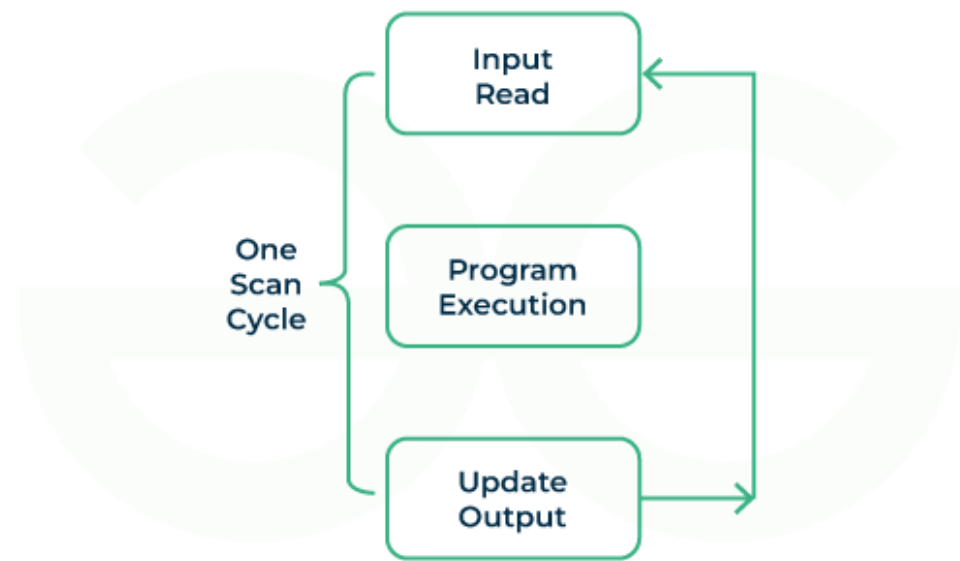 Input
Read
One
Scan
Cycle
Program
Execution
Update
Output